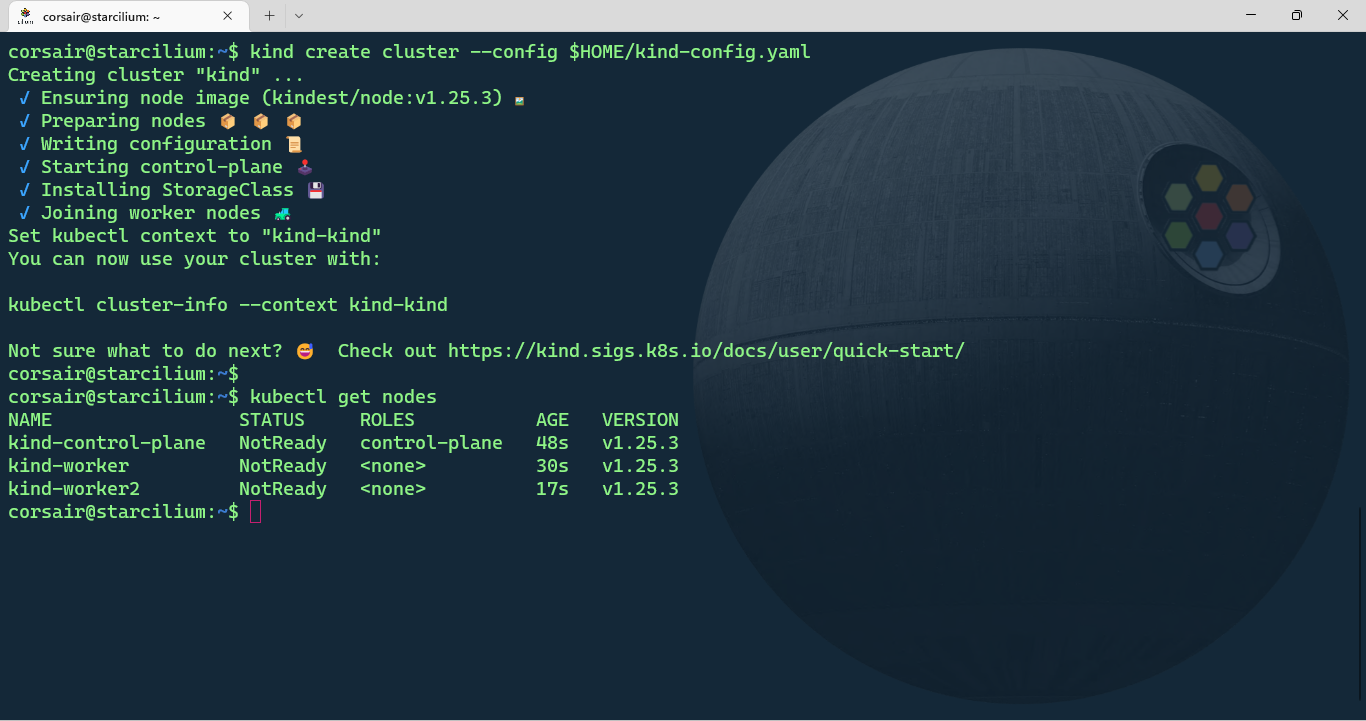 corsair@starcilium: ~
corsair@starcilium:~$ kind create cluster --config $HOME/kind-config.yaml
Creating cluster "kind" ...
✓ Ensuring node image (kindest/node:v1.25.3) 🖼
✓ Preparing nodes 📦 📦 📦
✓ Writing configuration 📜
✓ Starting control-plane 🕹️
✓ Installing StorageClass 💾
✓ Joining worker nodes 🚜
Set kubectl context to "kind-kind"
You can now use your cluster with:
kubectl cluster-info --context kind-kind
Not sure what to do next? 😅 Check out https://kind.sigs.k8s.io/docs/user/quick-start/
corsair@starcilium:~$
corsair@starcilium:~$ kubectl get nodes
NAME STATUS ROLES AGE VERSION
kind-control-plane NotReady control-plane 48s v1.25.3
kind-worker NotReady <none> 30s v1.25.3
kind-worker2 NotReady <none> 17s v1.25.3
corsair@starcilium:~$